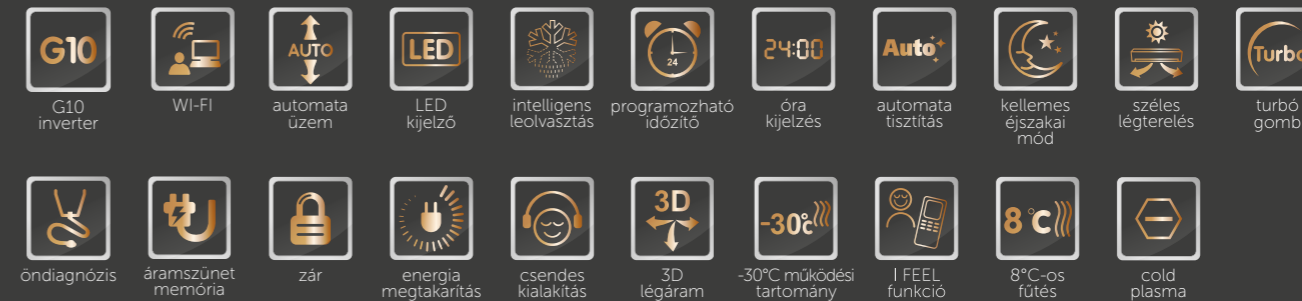 G10
G10
inverter
WI-FI
AUTO
automata
üzem
LED
LED
kijelző
intelligens
leolvasztás
24
programozható
időzítő
24:00
óra
kijelzés
Auto
automata
tisztítás
kellemes
éjszakai
mód
széles
légterelés
Turbo
turbó
gomb
öndiagnózis
áramszünet
memória
zár
energia
megtakarítás
csendes
kialakítás
3D
3D
légáram
-30°C
-30°C működési
tartomány
I FEEL
funkció
8°C
8°C-os
fűtés
cold
plasma